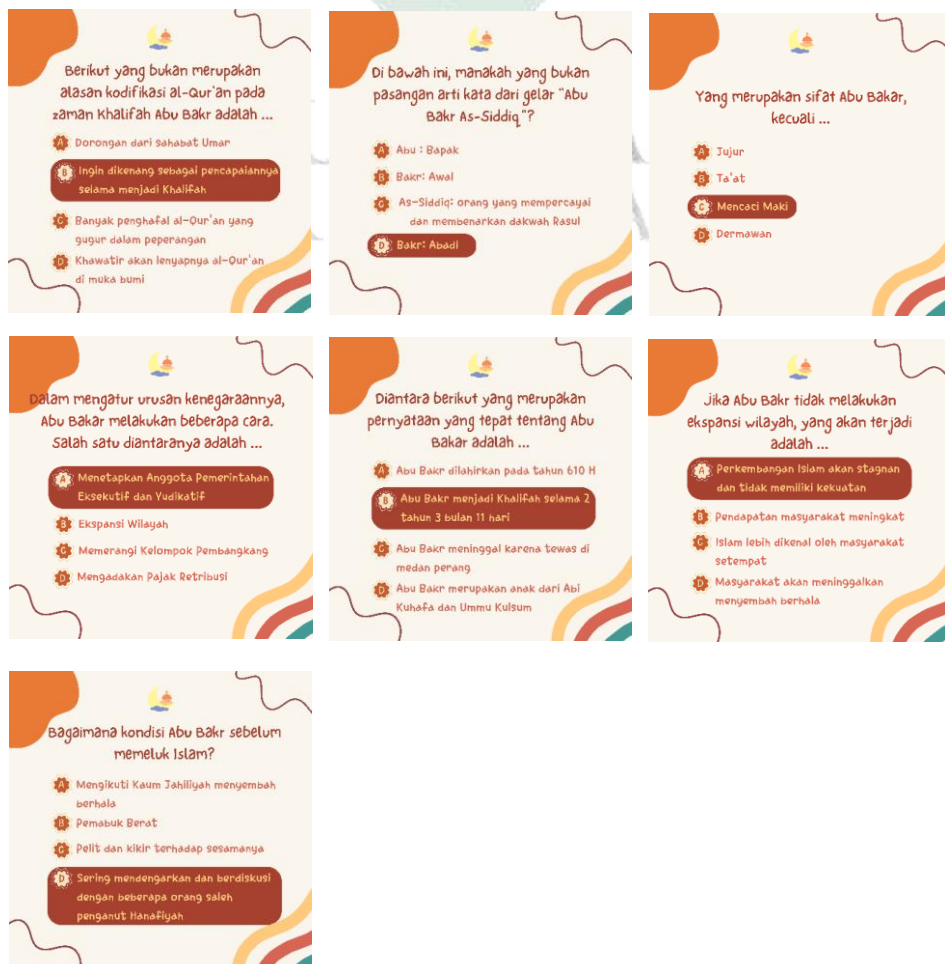 Berikut yang bukan merupakan
alasan kodifikasi al-Qur'an pada
zaman Khalifah Abu Bakr adalah ...
A Dorongan dari sahabat Umar
B Ingin dikenang sebagai pencapaiannya
selama menjadi Khalifah
C Banyak penghafal al-Qur'an yang
gugur dalam peperangan
D Khawatir akan lenyapnya al-Qur'an
di muka bumi
Di bawah ini, manakah yang bukan
pasangan arti kata dari gelar "Abu
Bakr As-Siddiq"?
A Abu : Bapak
B Bakr: Awal
C As-Siddiq: orang yang mempercayai
dan membenarkan dakwah Rasul
D Bakr: Abadi
Yang merupakan sifat Abu Bakar,
kecuali ...
A Jujur
B Ta'at
C Mencaci Maki
D Dermawan
Dalam mengatur urusan kenegaraannya,
Abu Bakar melakukan beberapa cara.
Salah satu diantaranya adalah ...
A Menetapkan Anggota Pemerintahan
Eksekutif dan Yudikatif
B Ekspansi Wilayah
C Memerangi Kelompok Pembangkang
D Mengadakan Pajak Retribusi
Diantara berikut yang merupakan
pernyataan yang tepat tentang Abu
Bakar adalah ...
A Abu Bakr dilahirkan pada tahun 610 H
B Abu Bakr menjadi Khalifah selama 2
tahun 3 bulan 11 hari
C Abu Bakr meninggal karena tewas di
medan perang
D Abu Bakr merupakan anak dari Abi
Kuhafa dan Ummu Kulsum
Jika Abu Bakr tidak melakukan
ekspansi wilayah, yang akan terjadi
adalah ...
A Perkembangan Islam akan stagnan
dan tidak memiliki kekuatan
B Pendapatan masyarakat meningkat
C Islam lebih dikenal oleh masyarakat
setempat
D Masyarakat akan meninggalkan
menyembah berhala
Bagaimana kondisi Abu Bakr sebelum
memeluk Islam?
A Mengikuti Kaum Jahiliyah menyembah
berhala
B Pemabuk Berat
C Pelit dan kikir terhadap sesamanya
D Sering mendengarkan dan berdiskusi
dengan beberapa orang saleh
penganut Hanafiyah